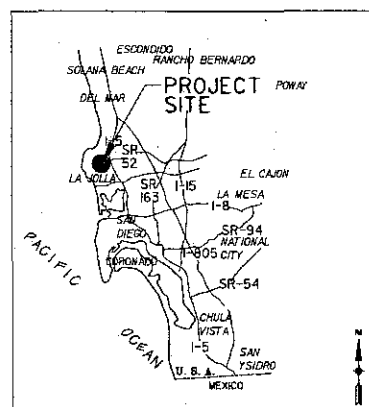 ESCONDIDO
RANCHO BERNARDO
SOLANA BEACH
PROJECT
SITE
POWAY
DEL MAR
I-5
SR
52
LA JOLLA
EL CAJON
SR
163
I-15
LA MESA
I-8
SAN
DIEGO
SR-94
NATIONAL
CITY
I-805
CORONADO
SR-54
PACIFIC
OCEAN
CHULA
VISTA
I-5
SAN
YSIDRO
U.S.A.
MEXICO
N